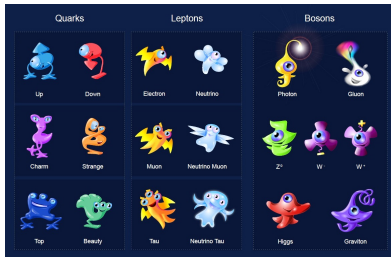 Quarks Leptons Bosons
Up Down Electron Neutrino Photon Gluon
Charm Strange Muon Neutrino Muon Z⁰ W⁻ W⁺
Top Beauty Tau Neutrino Tau Higgs Graviton